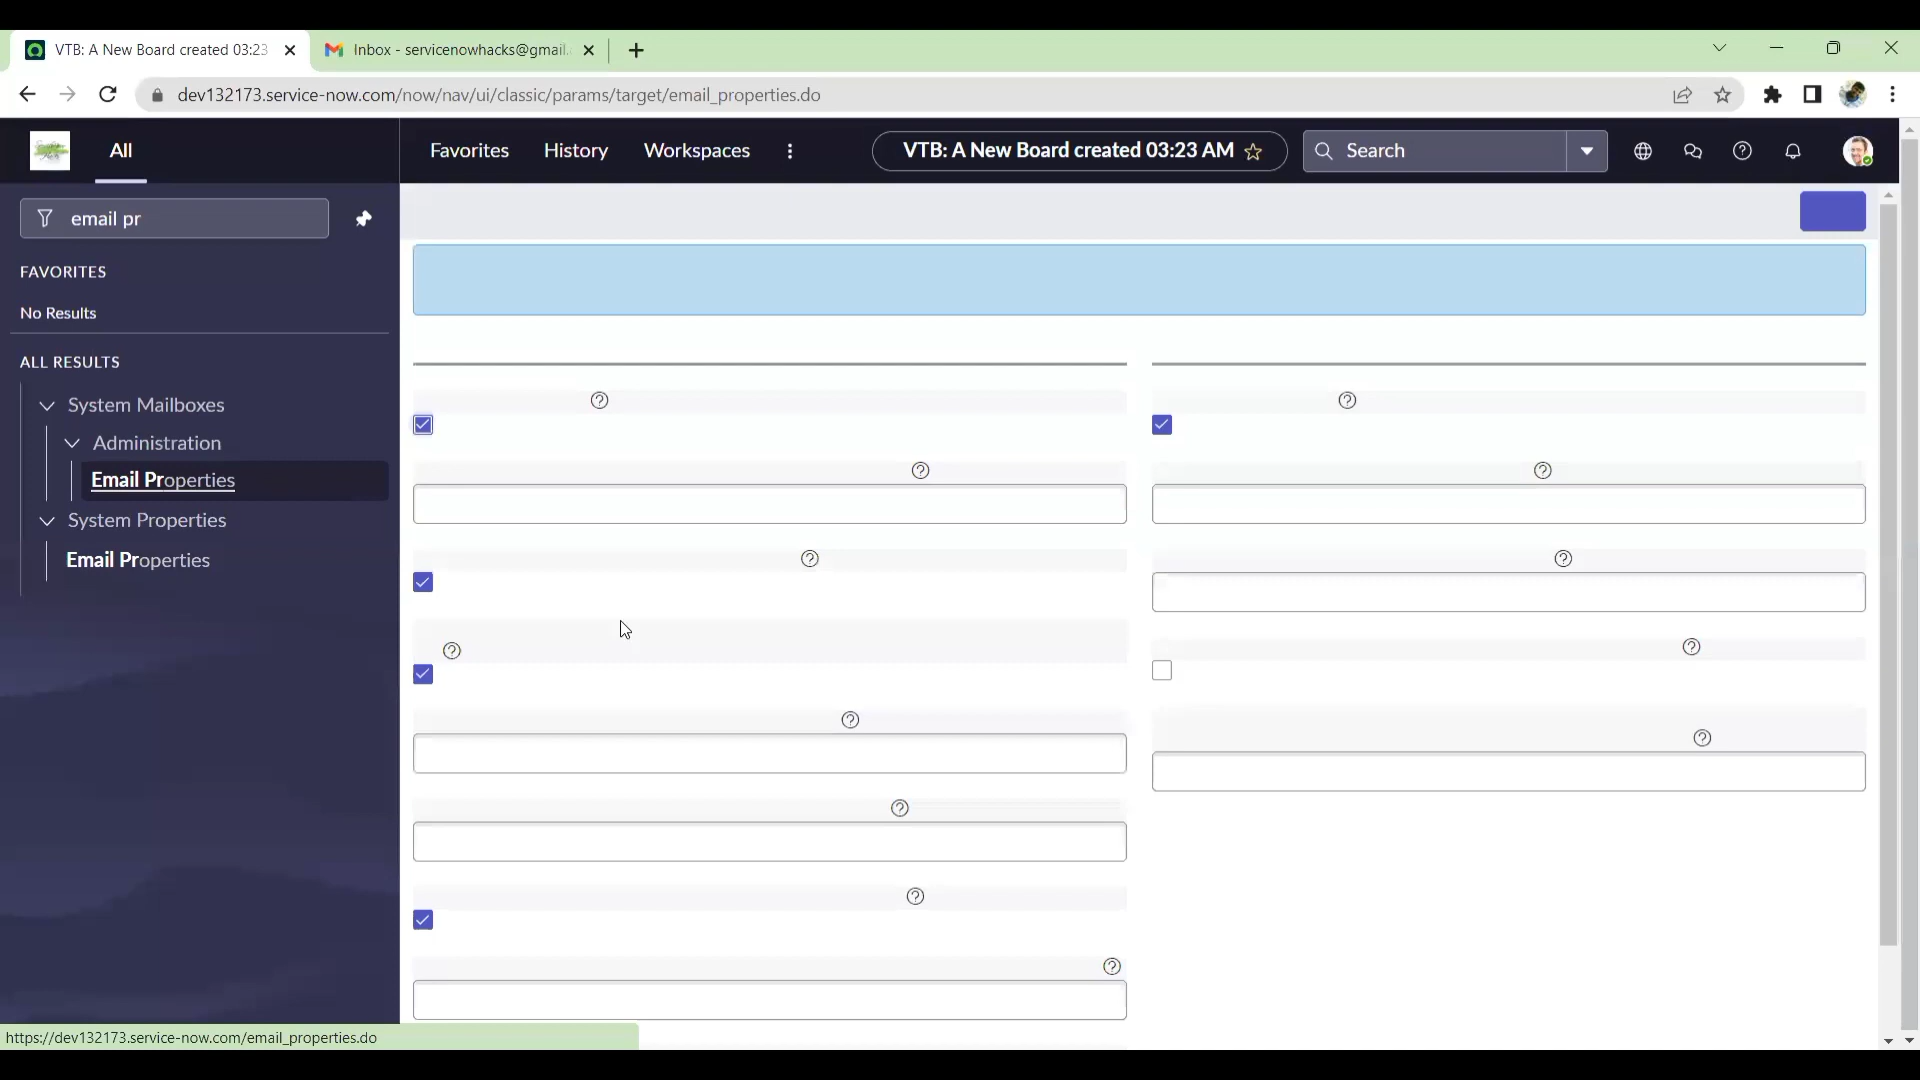 VTB: A New Board created 03:23
Inbox - servicenowhacks@gmail.
dev132173.service-now.com/now/nav/ui/classic/params/target/email_properties.do
All
Favorites
History
Workspaces
VTB: A New Board created 03:23 AM
Search
email pr
FAVORITES
No Results
ALL RESULTS
System Mailboxes
Administration
Email Properties
System Properties
Email Properties
https://dev132173.service-now.com/email_properties.do